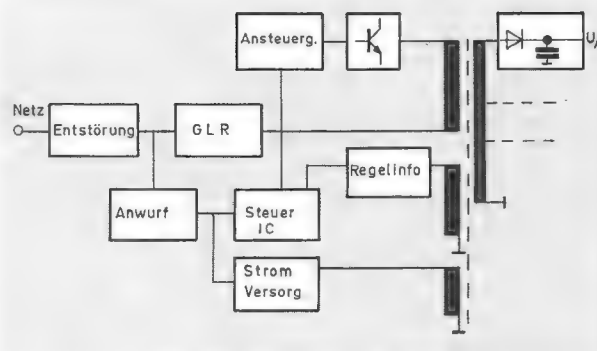 Ansteuerg.
U
Netz
Entstörung
GLR
Regelinfo
Anwurf
Steuer
IC
Strom
Versorg